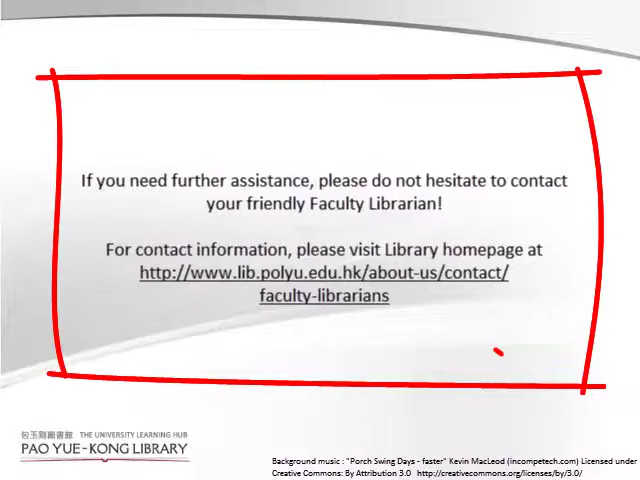 If you need further assistance, please do not hesitate to contact
your friendly Faculty Librarian!
For contact information, please visit Library homepage at
http://www.lib.polyu.edu.hk/about-us/contact/
faculty-librarians
包玉剛圖書館 THE UNIVERSITY LEARNING HUB
PAO YUE-KONG LIBRARY
Background music : "Porch Swing Days - faster" Kevin MacLeod (incompetech.com) Licensed under
Creative Commons: By Attribution 3.0 http://creativecommons.org/licenses/by/3.0/